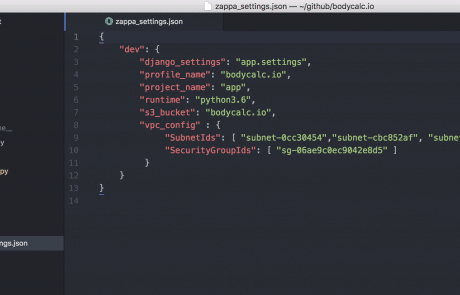 zappa_settings.json — ~/github/bodycalc.io
zappa_settings.json
1 {
2 "dev": {
3 "django_settings": "app.settings",
4 "profile_name": "bodycalc.io",
5 "project_name": "app",
6 "runtime": "python3.6",
7 "s3_bucket": "bodycalc.io",
8 "vpc_config" : {
9 "SubnetIds": [ "subnet-0cc30454","subnet-cbc852af", "subnet
10 "SecurityGroupIds": [ "sg-06ae9c0ec9042e8d5" ]
11 }
12 }
13 }
14
py
ngs.json